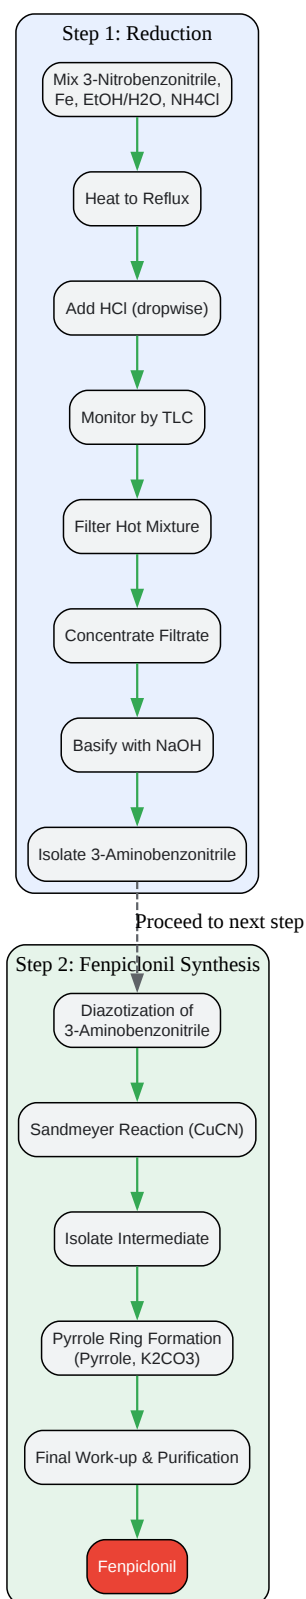 Step 1: Reduction
Mix 3-Nitrobenzonitrile,
Fe, EtOH/H2O, NH4Cl
Heat to Reflux
Add HCl (dropwise)
Monitor by TLC
Filter Hot Mixture
Concentrate Filtrate
Basify with NaOH
Isolate 3-Aminobenzonitrile
Proceed to next step
Step 2: Fenpiclonil Synthesis
Diazotization of
3-Aminobenzonitrile
Sandmeyer Reaction (CuCN)
Isolate Intermediate
Pyrrole Ring Formation
(Pyrrole, K2CO3)
Final Work-up & Purification
Fenpiclonil